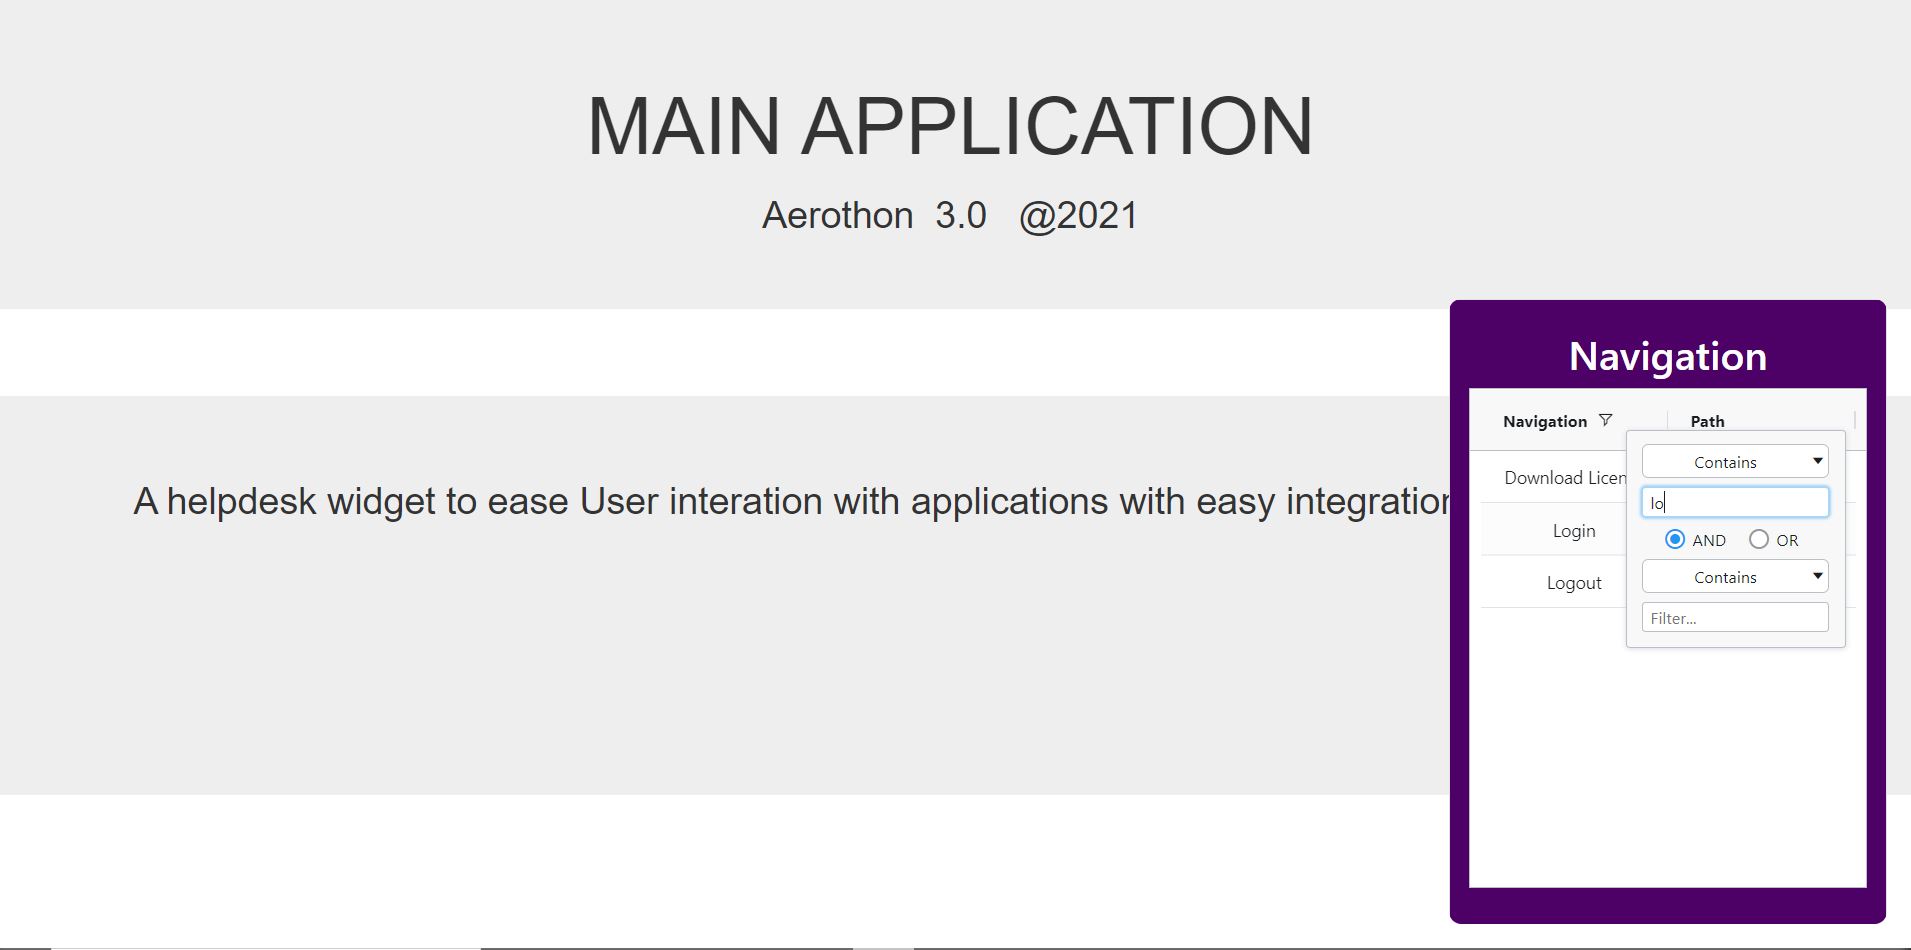 MAIN APPLICATION
Aerothon 3.0 @2021
A helpdesk widget to ease User interation with applications with easy integration
Navigation
Navigation Path
Download Licen
Login
Logout
Contains
lo
AND OR
Contains
Filter...